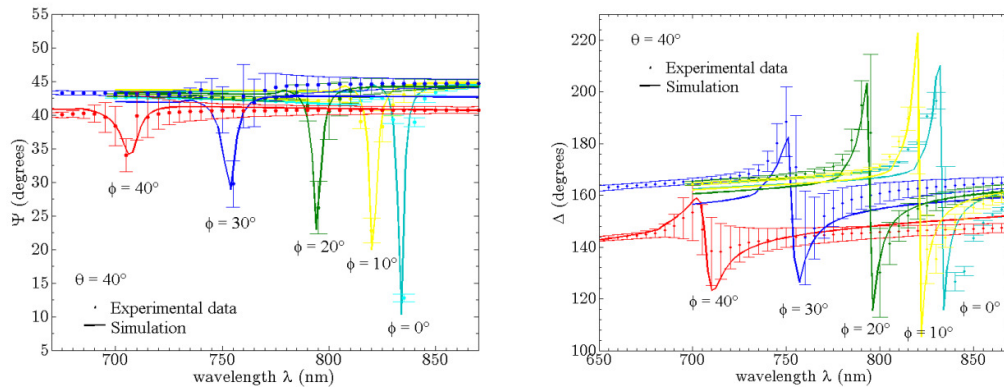 55
50
45
40
35
30
25
20
15
10
5
Ψ (degrees)
ϕ = 40°
ϕ = 30°
ϕ = 20°
ϕ = 10°
θ = 40°
Experimental data
Simulation
ϕ = 0°
700 750 800 850
wavelength λ (nm)
220
200
180
160
140
120
100
Δ (degrees)
θ = 40°
Experimental data
Simulation
ϕ = 40°
ϕ = 30°
ϕ = 0°
ϕ = 20°
ϕ = 10°
650 700 750 800 850
wavelength λ (nm)